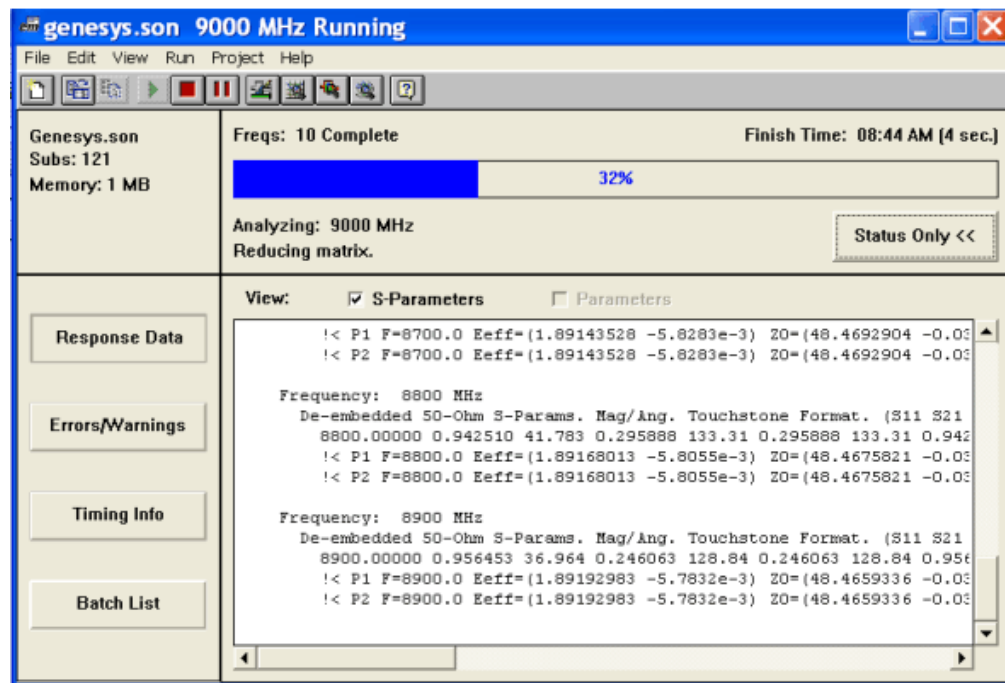 genesys.son 9000 MHz Running
File Edit View Run Project Help
Genesys.son
Subs: 121
Memory: 1 MB
Freqs: 10 Complete
Finish Time: 08:44 AM (4 sec.)
32%
Analyzing: 9000 MHz
Reducing matrix.
Status Only <<
Response Data
Errors/Warnings
Timing Info
Batch List
View: S-Parameters Parameters
!< P1 F=8700.0 Eeff=(1.89143528 -5.8283e-3) Z0=(48.4692904 -0.03
!< P2 F=8700.0 Eeff=(1.89143528 -5.8283e-3) Z0=(48.4692904 -0.03
Frequency: 8800 MHz
De-embedded 50-Ohm S-Params. Mag/Ang. Touchstone Format. (S11 S21
8800.00000 0.942510 41.783 0.295888 133.31 0.295888 133.31 0.942
!< P1 F=8800.0 Eeff=(1.89168013 -5.8055e-3) Z0=(48.4675821 -0.03
!< P2 F=8800.0 Eeff=(1.89168013 -5.8055e-3) Z0=(48.4675821 -0.03
Frequency: 8900 MHz
De-embedded 50-Ohm S-Params. Mag/Ang. Touchstone Format. (S11 S21
8900.00000 0.956453 36.964 0.246063 128.84 0.246063 128.84 0.956
!< P1 F=8900.0 Eeff=(1.89192983 -5.7832e-3) Z0=(48.4659336 -0.03
!< P2 F=8900.0 Eeff=(1.89192983 -5.7832e-3) Z0=(48.4659336 -0.03